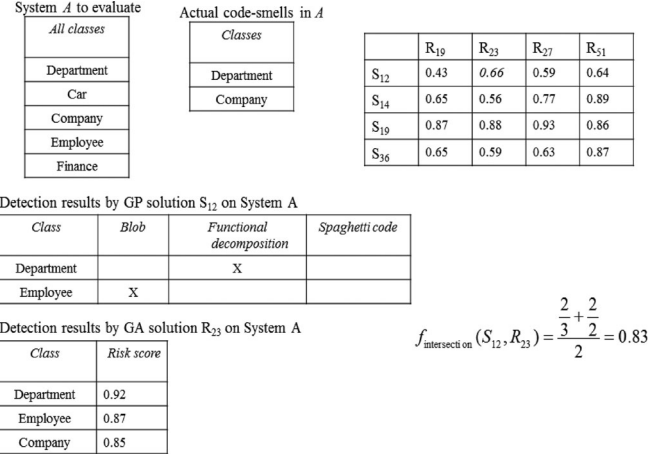 System A to evaluate
All classes
Department
Car
Company
Employee
Finance
Actual code-smells in A
Classes
Department
Company
R19 R23 R27 R51
S12 0.43 0.66 0.59 0.64
S14 0.65 0.56 0.77 0.89
S19 0.87 0.88 0.93 0.86
S36 0.65 0.59 0.63 0.87
Detection results by GP solution S12 on System A
Class Blob Functional decomposition Spaghetti code
Department X
Employee X
Detection results by GA solution R23 on System A
Class Risk score
Department 0.92
Employee 0.87
Company 0.85
f intersection (S12, R23) = (2/3 + 2/2) / 2 = 0.83